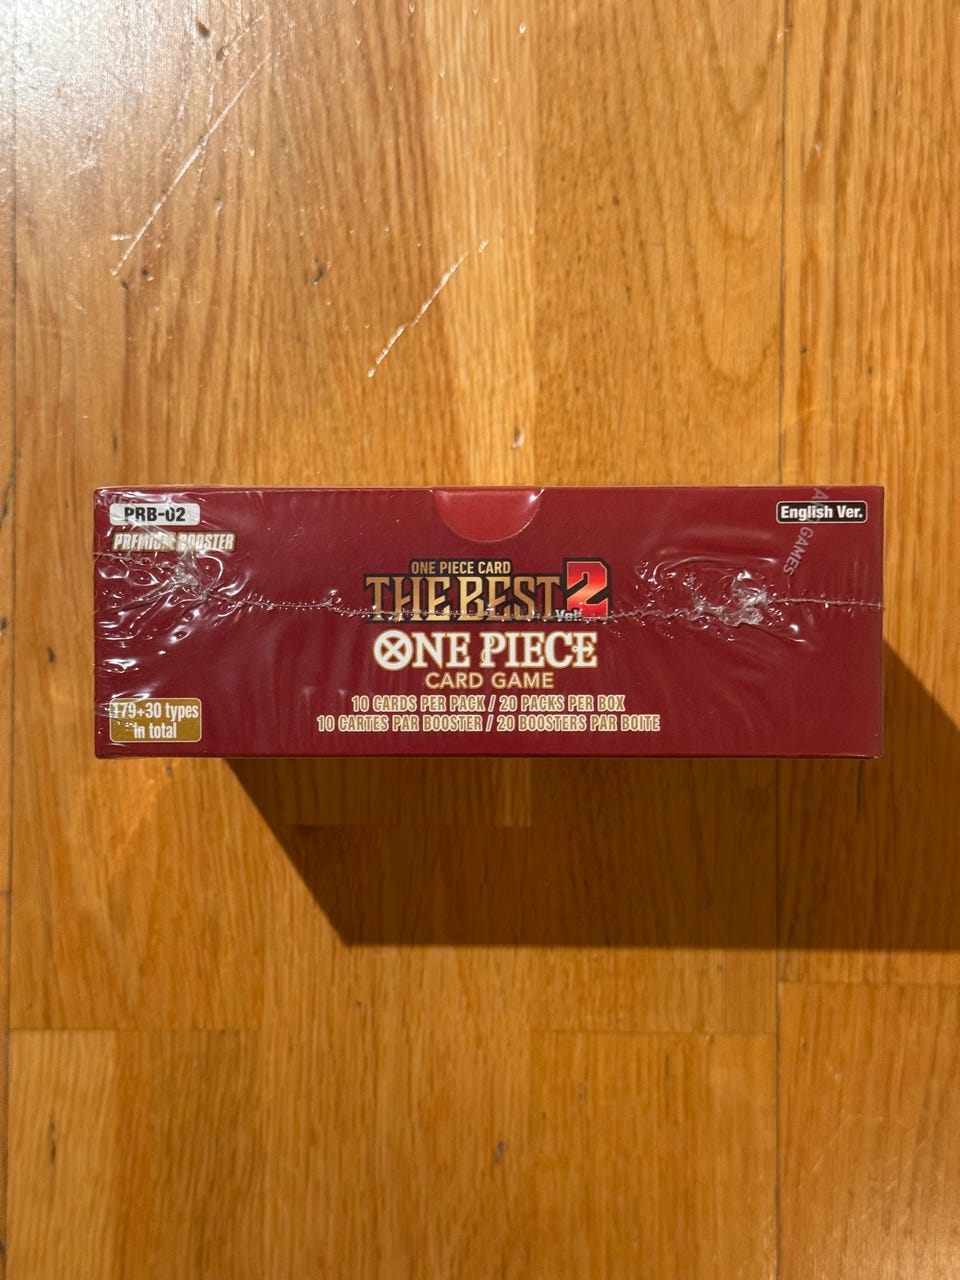 PRB-02
English Ver.
PREMIUM BOOSTER
ONE PIECE CARD
THE BEST
Vol. 2
ONE PIECE
CARD GAME
10 CARDS PER PACK / 20 PACKS PER BOX
10 CARTES PAR BOOSTER / 20 BOOSTERS PAR BOITE
179+30 types
in total
GAMES